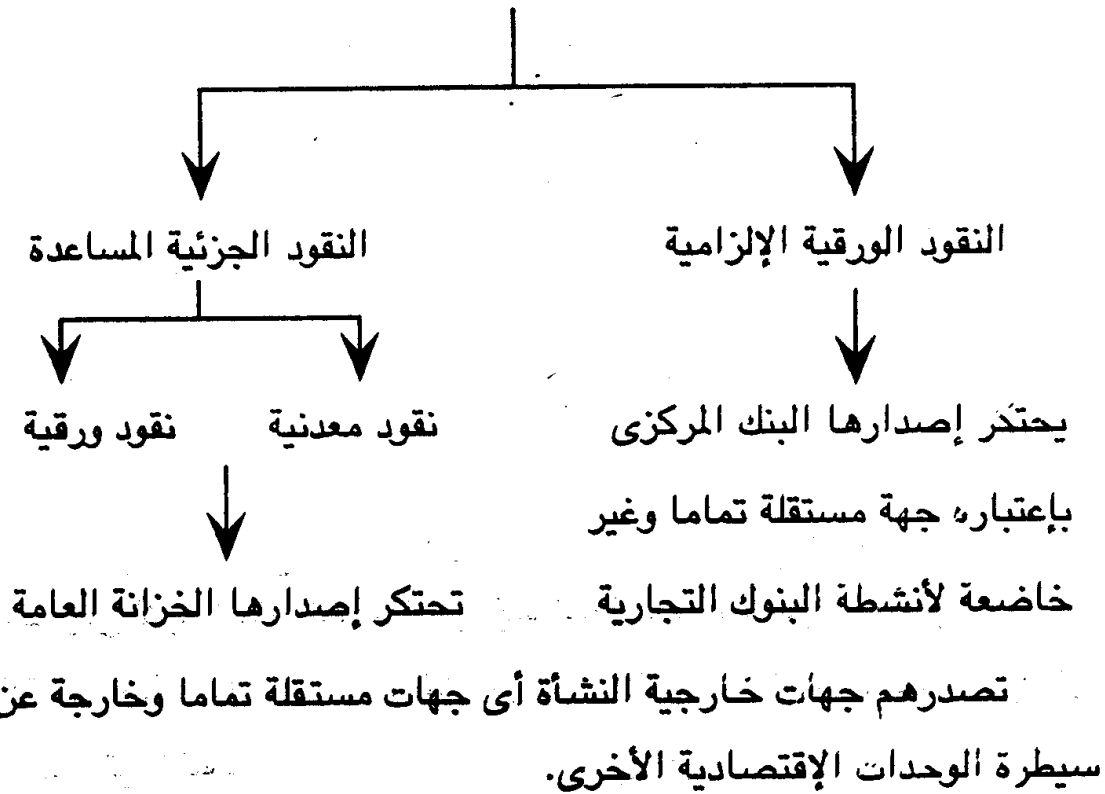 النقود الورقية الإلزامية
النقود الجزئية المساعدة
نقود معدنية
نقود ورقية
يحتكر إصدارها البنك المركزى
بإعتباره جهة مستقلة تماما وغير
خاضعة لأنشطة البنوك التجارية
تحتكر إصدارها الخزانة العامة
تصدرهم جهات خارجية النشأة أى جهات مستقلة تماما وخارجة عن
سيطرة الوحدات الإقتصادية الأخرى.